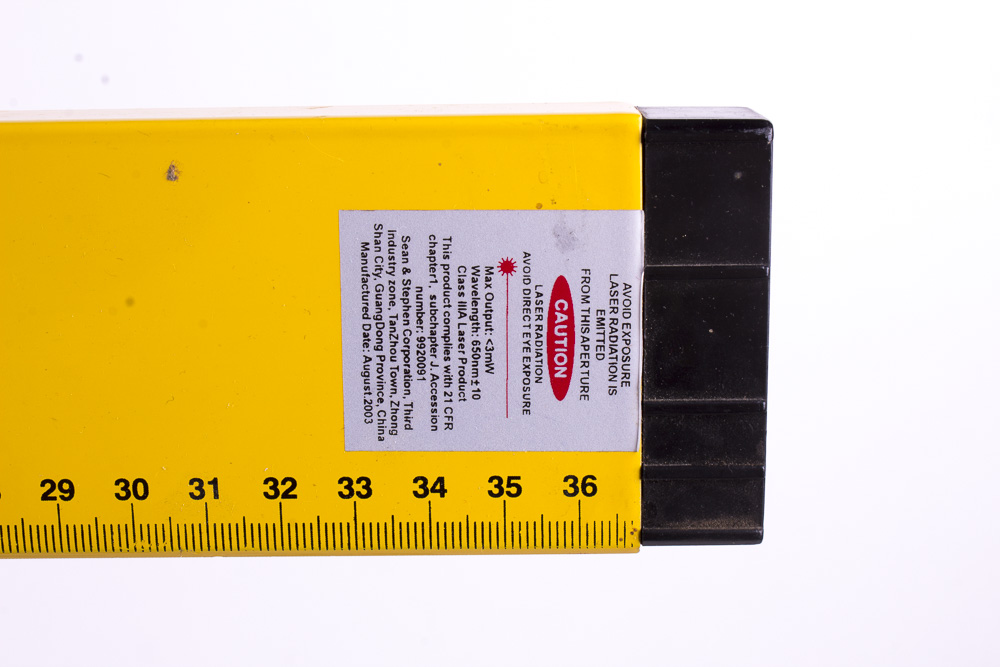 AVOID EXPOSURE
LASER RADIATION IS
EMITTED
FROM THISAPERTURE
CAUTION
LASER RADIATION
AVOID DIRECT EYE EXPOSURE
Max Output: <3mW
Wavelength: 650nm±10
Class IIIA Laser Product
This product complies with 21 CFR
chapter1, subchapter J. Accession
number: 9920091
Sean & Stephen Corporation, Third
Industry zone, TanZhou Town, Zhong
Shan City, GuangDong Province, China
Manufactured Date: August.2003
29 30 31 32 33 34 35 36